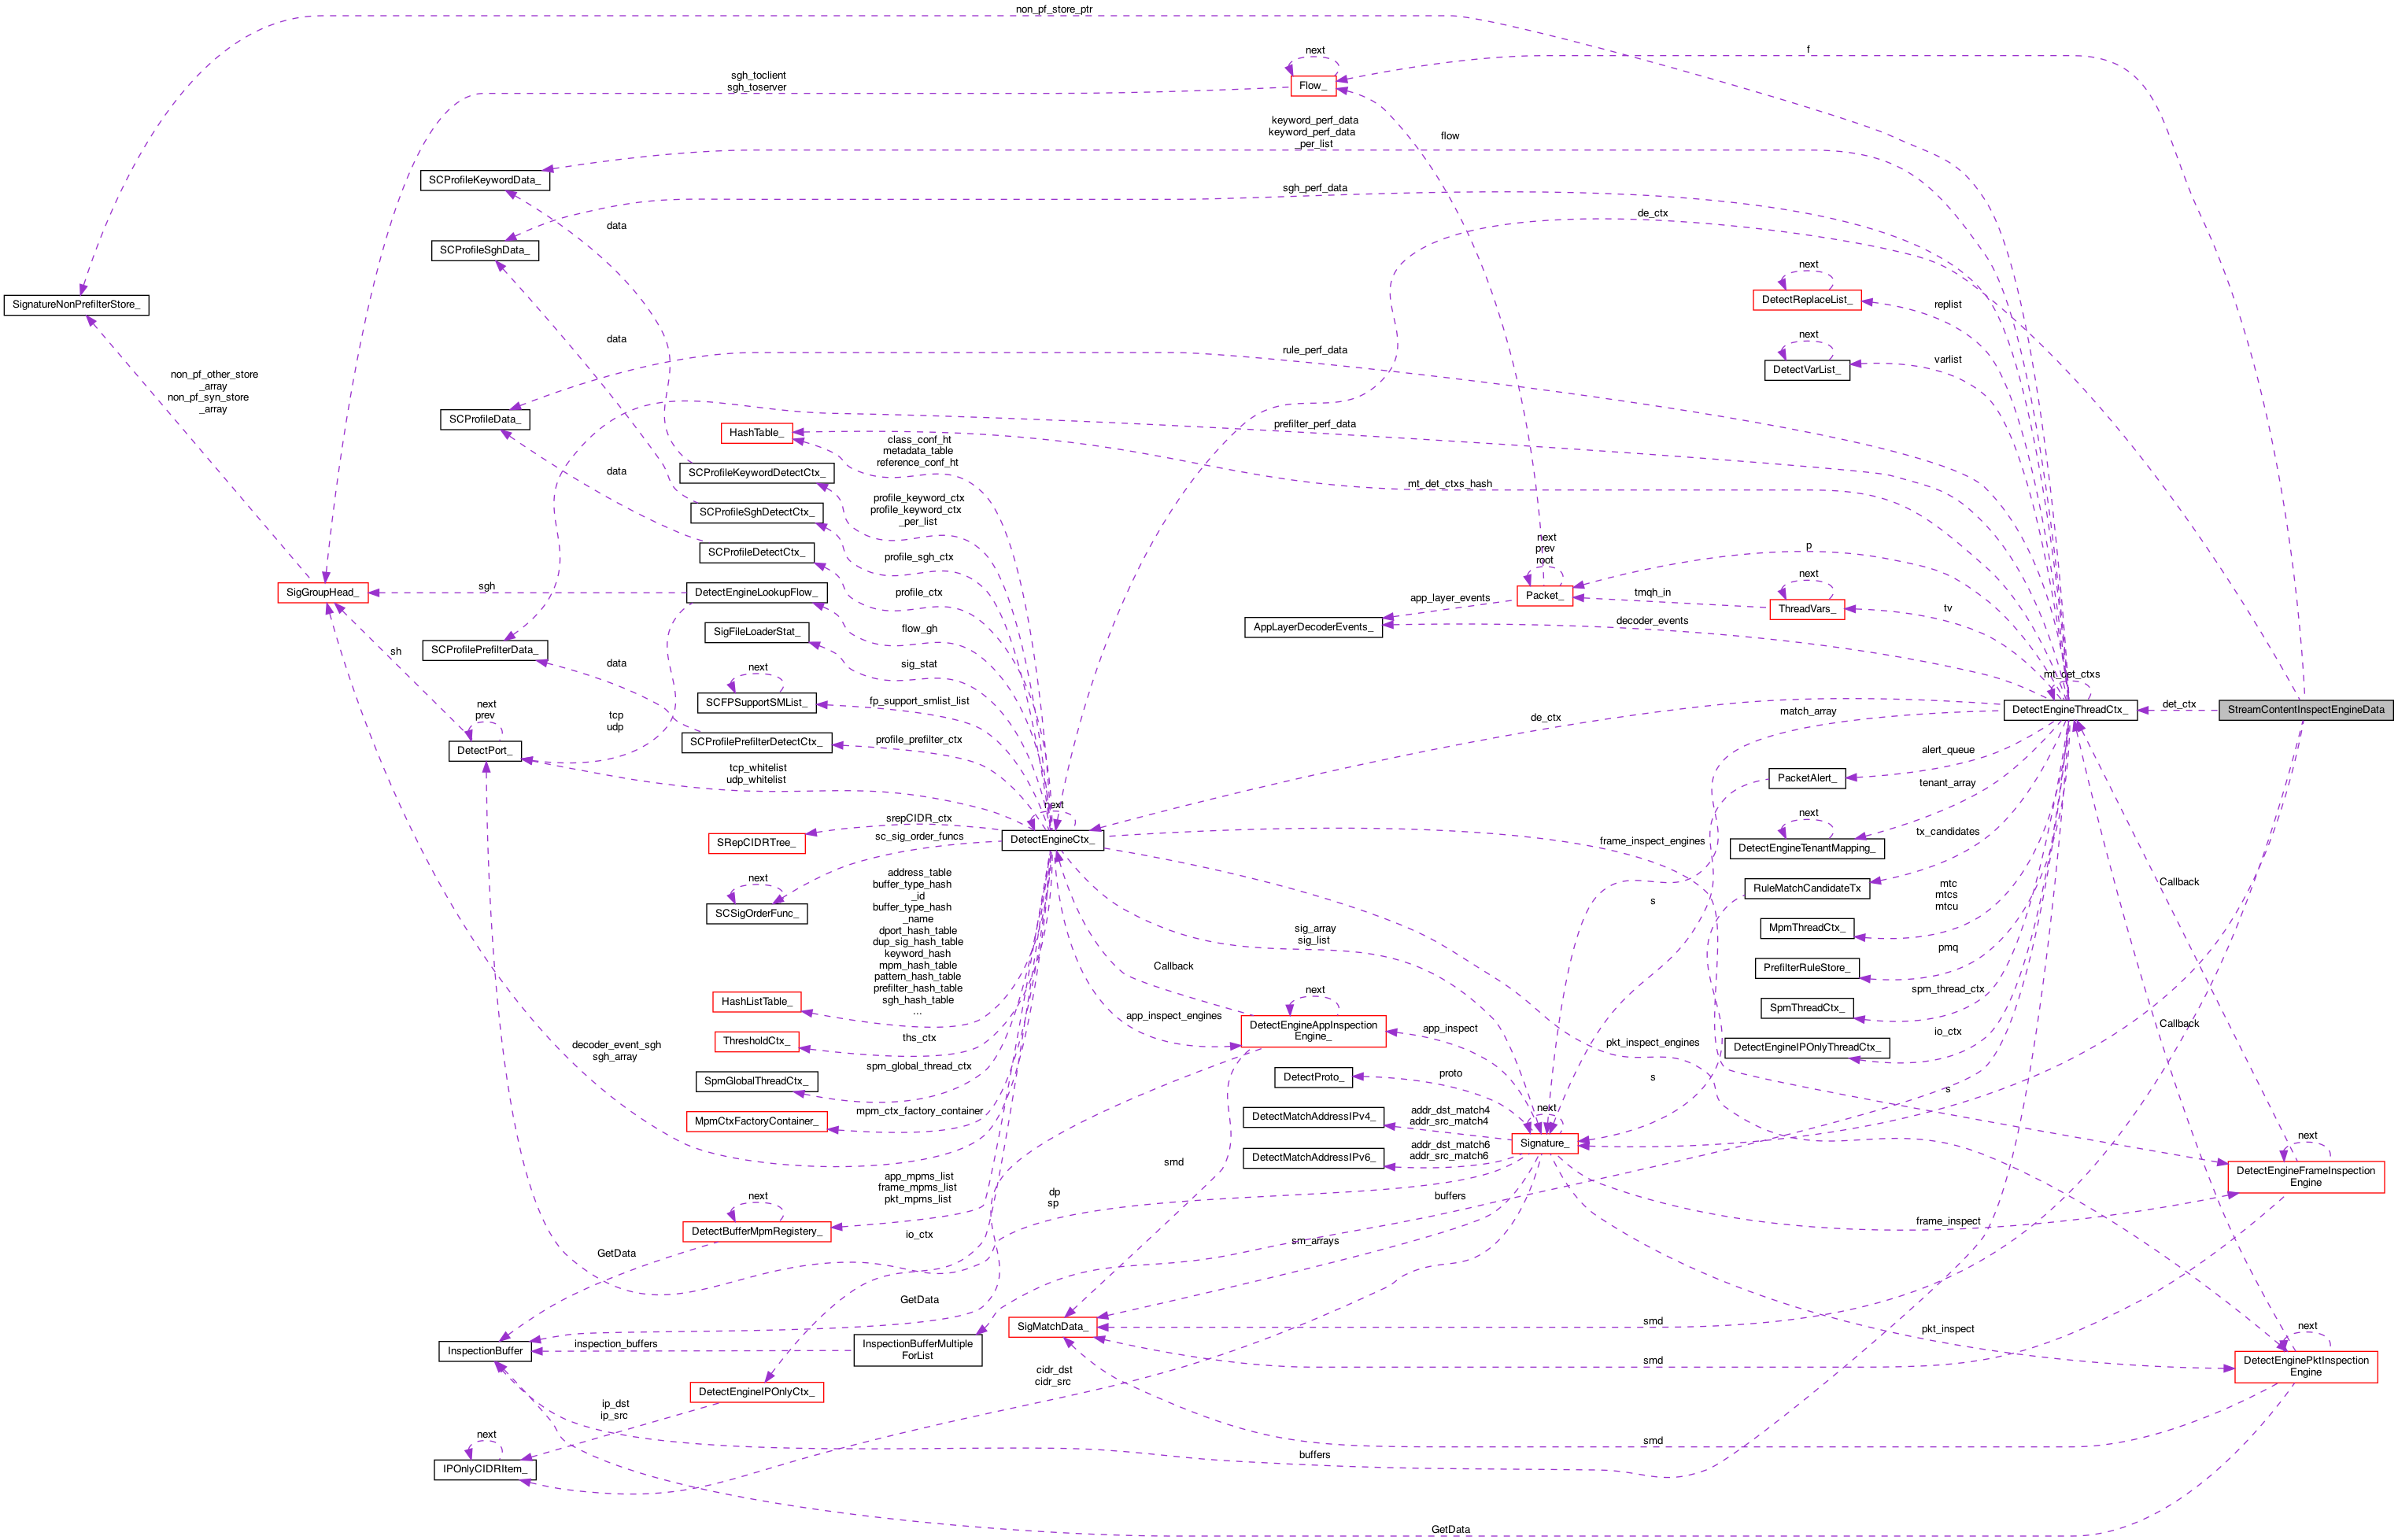 non_pf_store_ptr
f
next
Flow_
sgh_toclient
sgh_toserver
keyword_perf_data
keyword_perf_data
_per_list
flow
SCProfileKeywordData_
sgh_perf_data
de_ctx
data
SCProfileSghData_
next
DetectReplaceList_
replist
SignatureNonPrefilterStore_
data
rule_perf_data
next
DetectVarList_
varlist
non_pf_other_store
_array
non_pf_syn_store
_array
SCProfileData_
HashTable_
prefilter_perf_data
class_conf_ht
metadata_table
reference_conf_ht
data
SCProfileKeywordDetectCtx_
mt_det_ctxs_hash
profile_keyword_ctx
profile_keyword_ctx
_per_list
SCProfileSghDetectCtx_
SCProfileDetectCtx_
profile_sgh_ctx
next
prev
root
p
next
SigGroupHead_
sgh
DetectEngineLookupFlow_
profile_ctx
Packet_
app_layer_events
tmqh_in
ThreadVars_
tv
SigFileLoaderStat_
flow_gh
AppLayerDecoderEvents_
decoder_events
SCProfilePrefilterData_
sh
data
sig_stat
next
SCFPSupportSMList_
fp_support_smlist_list
mt_det_ctxs
next
prev
tcp
udp
DetectEngineThreadCtx_
det_ctx
StreamContentInspectEngineData
match_array
de_ctx
DetectPort_
SCProfilePrefilterDetectCtx_
profile_prefilter_ctx
alert_queue
tcp_whitelist
udp_whitelist
PacketAlert_
tenant_array
next
DetectEngineCtx_
srepCIDR_ctx
SRepCIDRTree_
sc_sig_order_funcs
next
DetectEngineTenantMapping_
tx_candidates
frame_inspect_engines
address_table
buffer_type_hash
_id
buffer_type_hash
_name
dport_hash_table
dup_sig_hash_table
keyword_hash
mpm_hash_table
pattern_hash_table
prefilter_hash_table
sgh_hash_table
...
next
SCSigOrderFunc_
RuleMatchCandidateTx
Callback
mtc
mtcs
mtcu
s
MpmThreadCtx_
sig_array
sig_list
pmq
Callback
PrefilterRuleStore_
HashListTable_
next
spm_thread_ctx
SpmThreadCtx_
DetectEngineAppInspection
Engine_
app_inspect_engines
app_inspect
Callback
io_ctx
ThresholdCtx_
ths_ctx
decoder_event_sgh
sgh_array
pkt_inspect_engines
DetectEngineIPOnlyThreadCtx_
spm_global_thread_ctx
SpmGlobalThreadCtx_
DetectProto_
proto
s
s
mpm_ctx_factory_container
MpmCtxFactoryContainer_
DetectMatchAddressIPv4_
addr_dst_match4
addr_src_match4
next
Signature_
next
DetectMatchAddressIPv6_
addr_dst_match6
addr_src_match6
smd
DetectEngineFrameInspection
Engine
app_mpms_list
frame_mpms_list
pkt_mpms_list
next
dp
sp
buffers
DetectBufferMpmRegistery_
io_ctx
frame_inspect
GetData
sm_arrays
GetData
SigMatchData_
smd
pkt_inspect
next
InspectionBuffer
inspection_buffers
InspectionBufferMultiple
ForList
smd
DetectEnginePktInspection
Engine
cidr_dst
cidr_src
DetectEngineIPOnlyCtx_
ip_dst
ip_src
next
smd
buffers
IPOnlyCIDRItem_
GetData